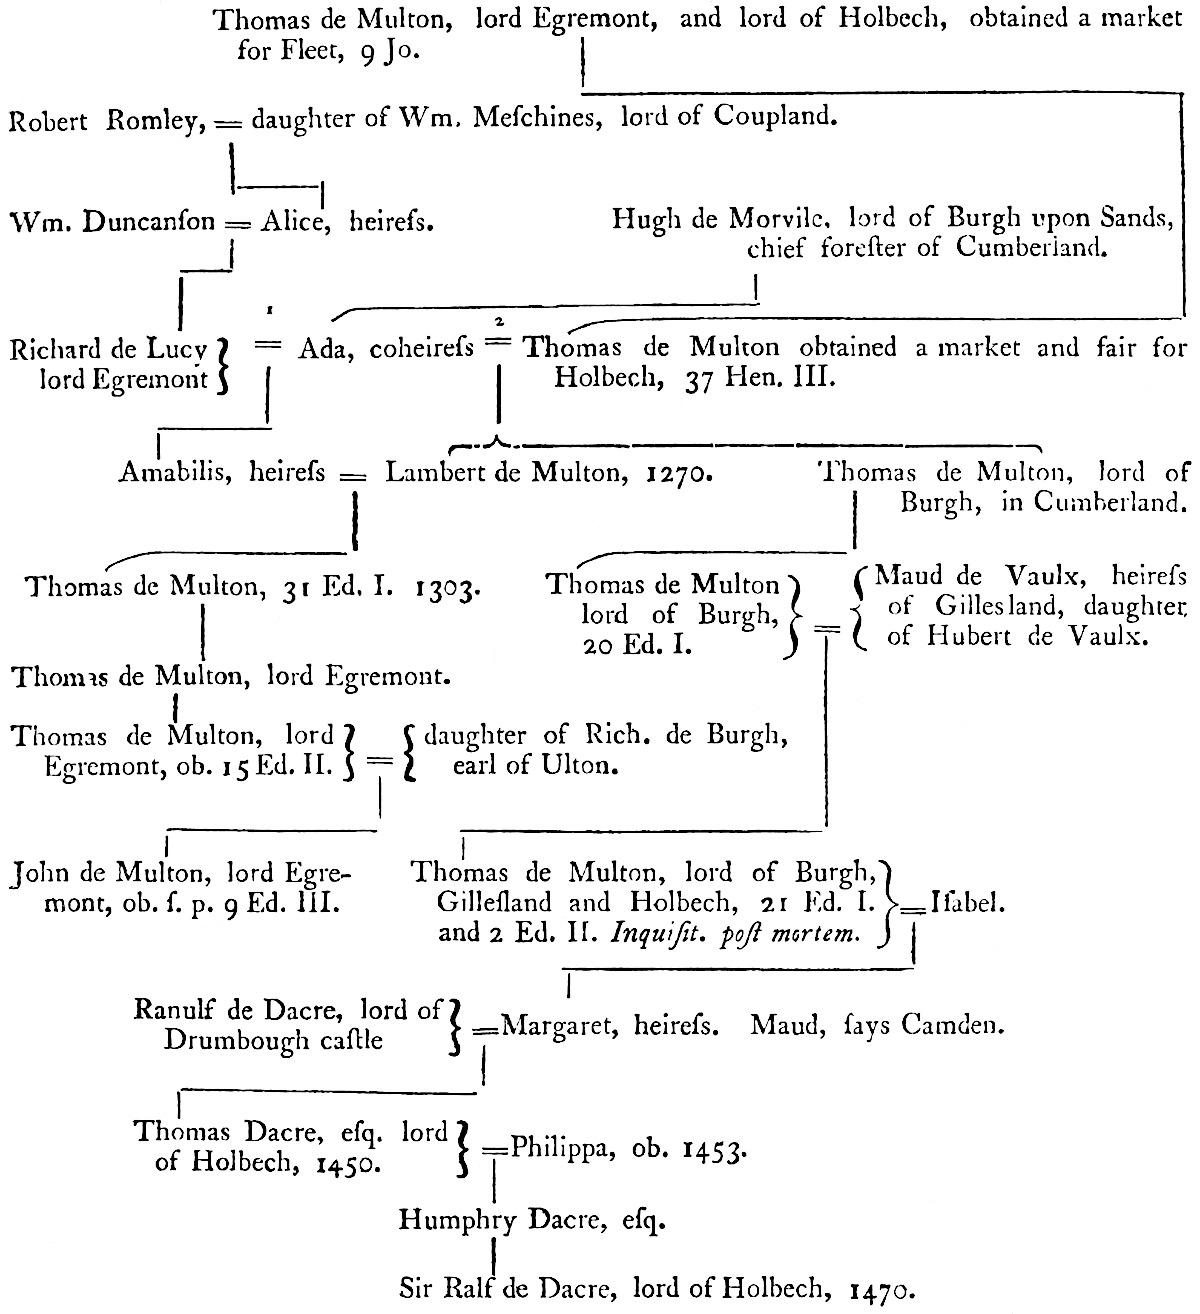 Thomas de Multon, lord Egremont, and lord of Holbech, obtained a market
for Fleet, 9 Jo.
Robert Romley, = daughter of Wm. Meſchines, lord of Coupland.
Wm. Duncanſon = Alice, heireſs.
Hugh de Morvile, lord of Burgh upon Sands,
chief foreſter of Cumberland.
1
2
Richard de Lucy } = Ada, coheireſs = Thomas de Multon obtained a market and fair for
lord Egremont
Holbech, 37 Hen. III.
Amabilis, heireſs = Lambert de Multon, 1270.
Thomas de Multon, lord of
Burgh, in Cumberland.
Thomas de Multon, 31 Ed. I. 1303.
Thomas de Multon
lord of Burgh,
20 Ed. I.
} = {
Maud de Vaulx, heireſs
of Gillesland, daughter
of Hubert de Vaulx.
Thomas de Multon, lord Egremont.
Thomas de Multon, lord
Egremont, ob. 15 Ed. II.
} = {
daughter of Rich. de Burgh,
earl of Ulton.
John de Multon, lord Egre-
mont, ob. ſ. p. 9 Ed. III.
Thomas de Multon, lord of Burgh,
Gilleſland and Holbech, 21 Ed. I.
and 2 Ed. II. Inquiſit. poſt mortem.
} = Iſabel.
Ranulf de Dacre, lord of
Drumbough caſtle
} = Margaret, heireſs. Maud, ſays Camden.
Thomas Dacre, eſq. lord
of Holbech, 1450.
} = Philippa, ob. 1453.
Humphry Dacre, eſq.
Sir Ralf de Dacre, lord of Holbech, 1470.